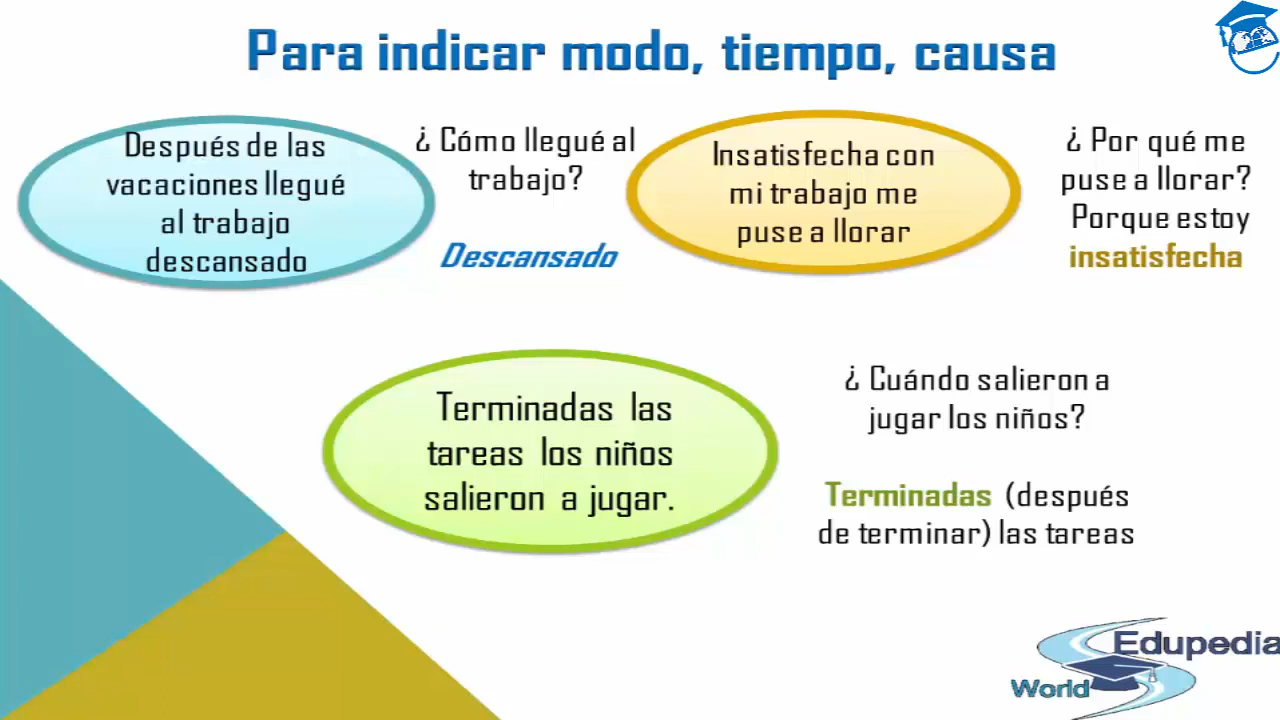 Para indicar modo, tiempo, causa
Después de las
vacaciones llegué
al trabajo
descansado
¿ Cómo llegué al
trabajo?
Descansado
Insatisfecha con
mi trabajo me
puse a llorar
¿ Por qué me
puse a llorar?
Porque estoy
insatisfecha
Terminadas las
tareas los niños
salieron a jugar.
¿ Cuándo salieron a
jugar los niños?
Terminadas (después
de terminar) las tareas
Edupedia
World